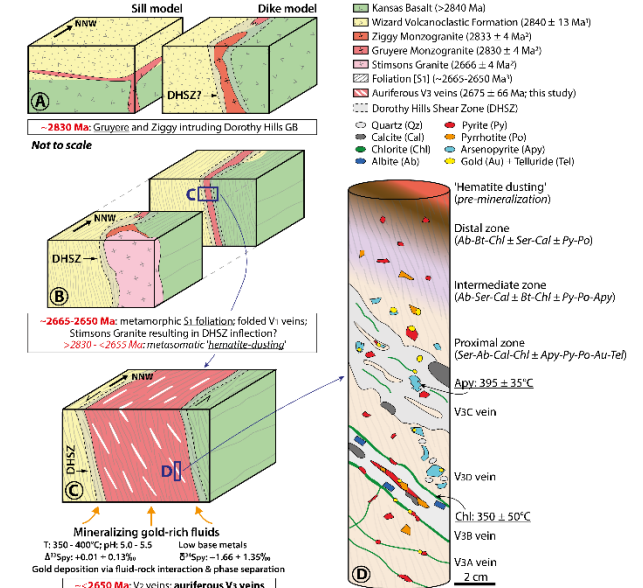 Sill model
Dike model
NNW
DHSZ?
A
~2830 Ma: Gruyere and Ziggy intruding Dorothy Hills GB
Not to scale
C
NNW
DHSZ
B
~2665-2650 Ma: metamorphic S1 foliation; folded V1 veins;
Stimsons Granite resulting in DHSZ inflection?
>2830 - <2655 Ma: metasomatic 'hematite-dusting'
NNW
DHSZ
D
C
Mineralizing gold-rich fluids
T: 350 - 400°C; pH: 5.0 - 5.5 Low base metals
Δ³³Spy: +0.01 ± 0.13‰ δ³⁴Spy: −1.66 ± 1.35‰
Gold deposition via fluid-rock interaction & phase separation
~<2650 Ma: V2 veins; auriferous V3 veins
Kansas Basalt (>2840 Ma)
Wizard Volcanoclastic Formation (2840 ± 13 Ma¹)
Ziggy Monzogranite (2833 ± 4 Ma²)
Gruyere Monzogranite (2830 ± 4 Ma²)
Stimsons Granite (2666 ± 4 Ma²)
Foliation [S1] (~2665-2650 Ma³)
Auriferous V3 veins (2675 ± 66 Ma; this study)
Dorothy Hills Shear Zone (DHSZ)
Quartz (Qz) Pyrite (Py)
Calcite (Cal) Pyrrhotite (Po)
Chlorite (Chl) Arsenopyrite (Apy)
Albite (Ab) Gold (Au) + Telluride (Tel)
'Hematite dusting'
(pre-mineralization)
Distal zone
(Ab-Bt-Chl ± Ser-Cal ± Py-Po)
Intermediate zone
(Ab-Ser-Cal ± Bt-Chl ± Py-Po-Apy)
Proximal zone
(Ser-Ab-Cal-Chl ± Apy-Py-Po-Au-Tel)
Apy: 395 ± 35°C
V3C vein
V3D vein
Chl: 350 ± 50°C
V3B vein
V3A vein
D
2 cm